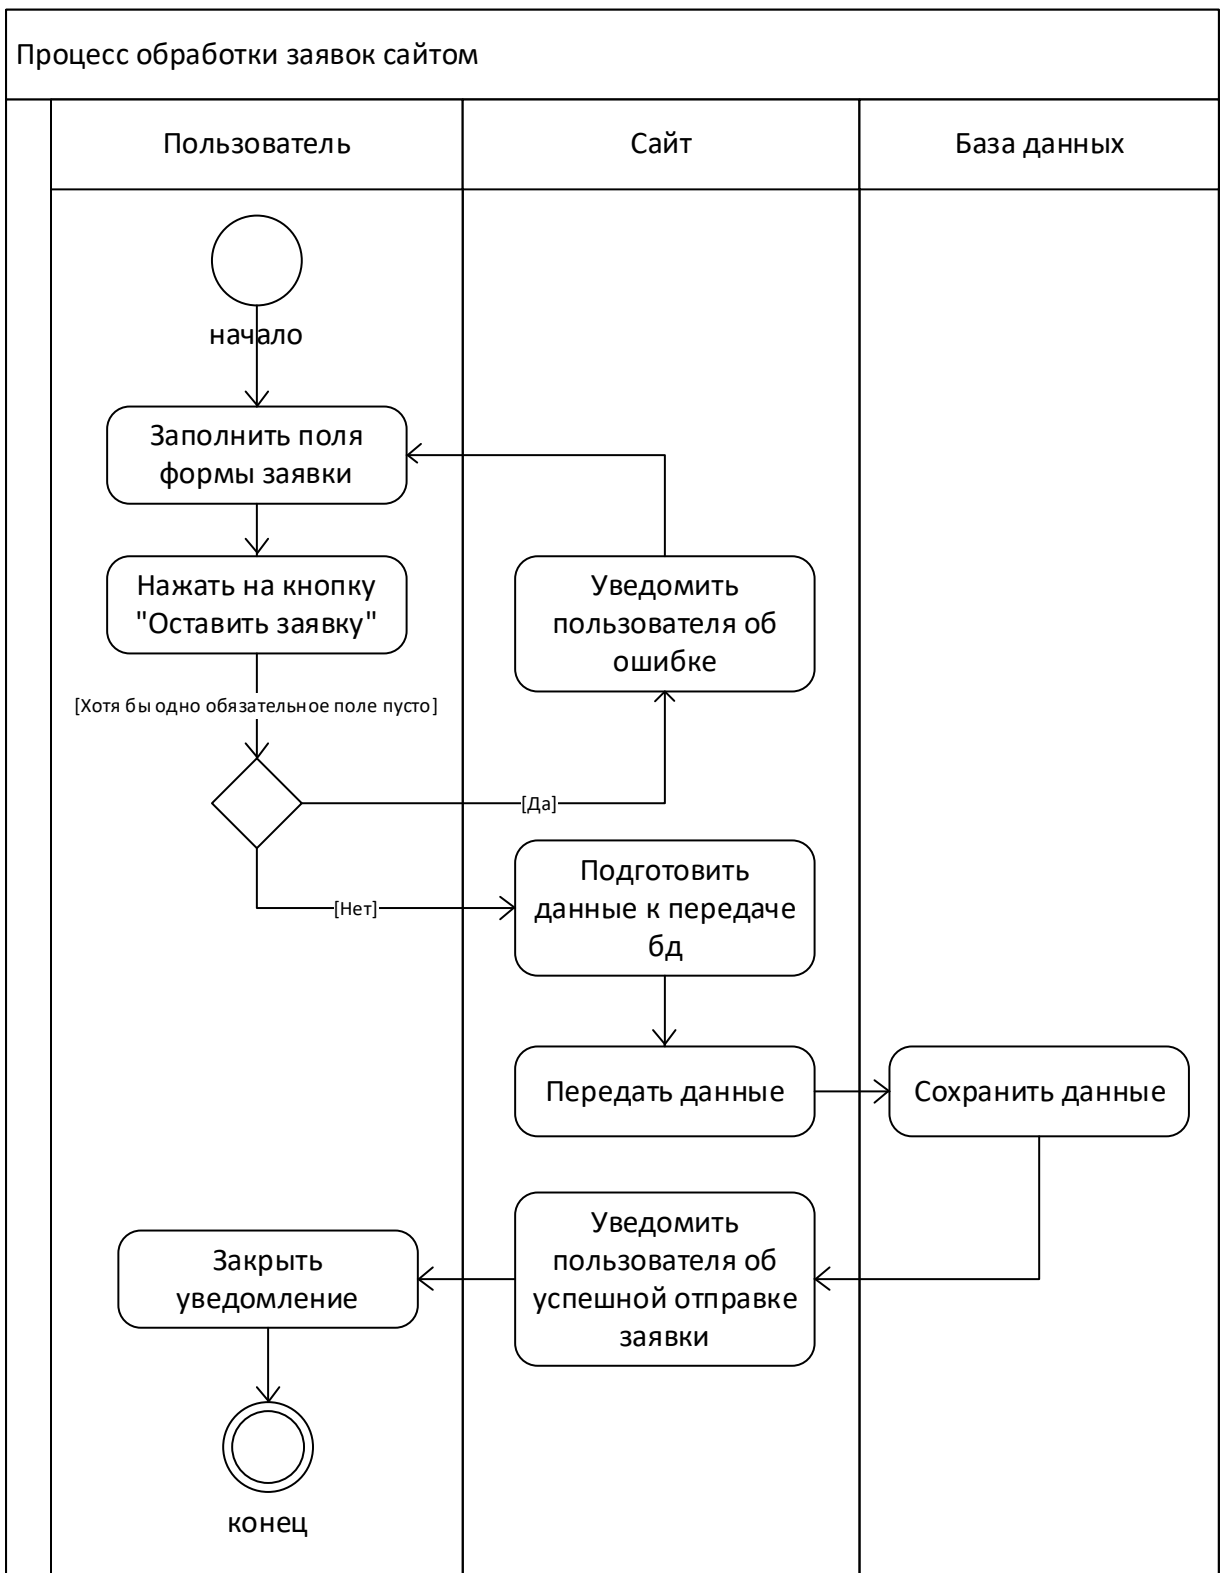 Процесс обработки заявок сайтом
Пользователь
Сайт
База данных
начало
Заполнить поля
формы заявки
Нажать на кнопку
"Оставить заявку"
Уведомить
пользователя об
ошибке
[Хотя бы одно обязательное поле пусто]
[Да]
Подготовить
данные к передаче
бд
[Нет]
Передать данные
Сохранить данные
Уведомить
пользователя об
успешной отправке
заявки
Закрыть
уведомление
конец